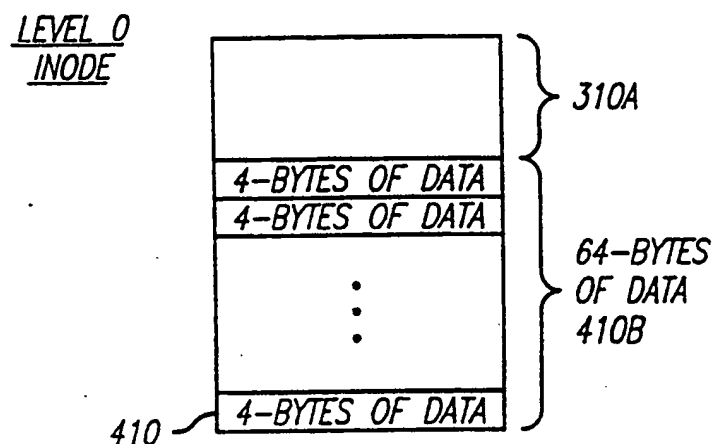 LEVEL 0
INODE
310A
4-BYTES OF DATA
4-BYTES OF DATA
64-BYTES
OF DATA
410B
410
4-BYTES OF DATA